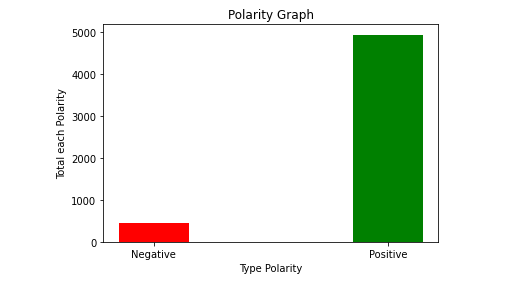 Polarity Graph
Total each Polarity
5000
4000
3000
2000
1000
0
Negative
Positive
Type Polarity